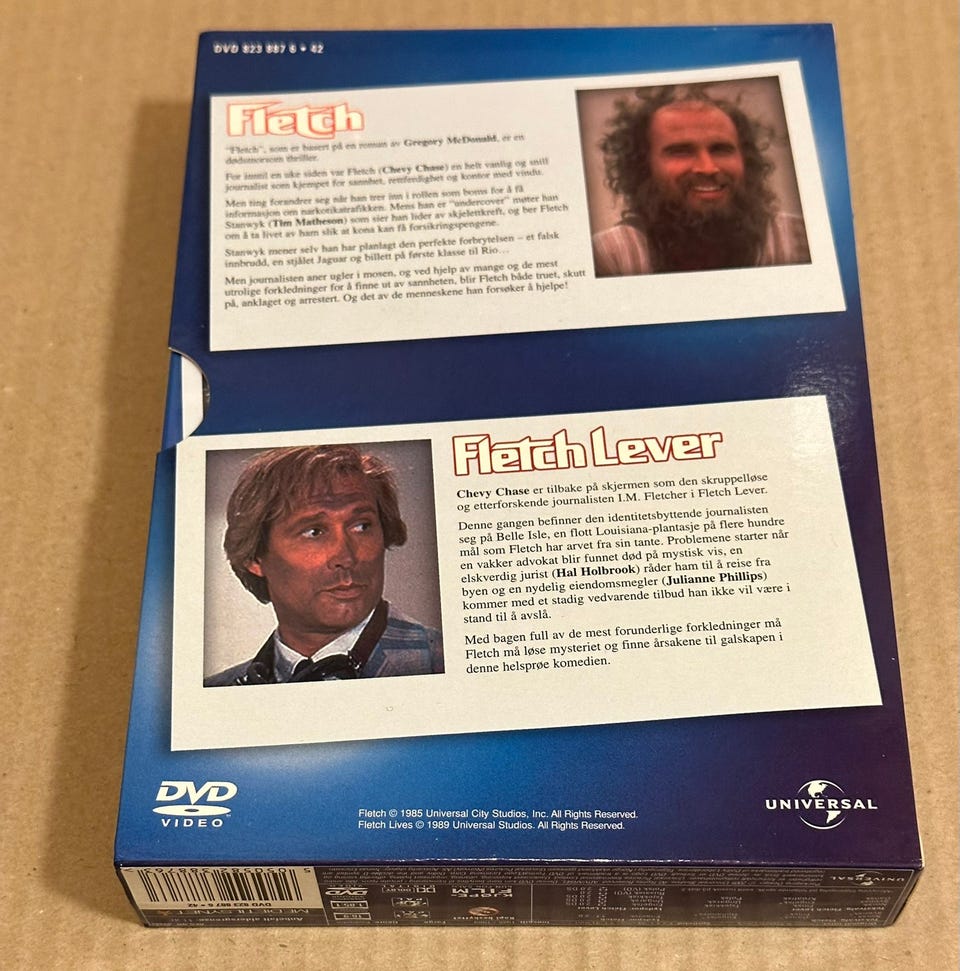 DVD 823 887 6 • 42
Fletch
"Fletch", som er basert på en roman av Gregory McDonald, er en
dødsmorsom thriller.
For inntil en uke siden var Fletch (Chevy Chase) en helt vanlig og snill
journalist som kjempet for sannhet, rettferdighet og kontor med vindu.
Men ting forandrer seg når han trer inn i rollen som boms for å få
informasjon om narkotikatrafikken. Mens han er "undercover" møter han
Stanwyk (Tim Matheson) som sier han lider av skjelettkreft, og ber Fletch
om å ta livet av ham slik at kona kan få forsikringspengene.
Stanwyk mener selv han har planlagt den perfekte forbrytelsen – et falsk
innbrudd, en stjålet Jaguar og billett på første klasse til Rio...
Men journalisten aner ugler i mosen, og ved hjelp av mange og de mest
utrolige forkledninger for å finne ut av sannheten, blir Fletch både truet, skutt
på, anklaget og arrestert. Og det av de menneskene han forsøker å hjelpe!
Fletch Lever
Chevy Chase er tilbake på skjermen som den skruppelløse
og etterforskende journalisten I.M. Fletcher i Fletch Lever.
Denne gangen befinner den identitetsbyttende journalisten
seg på Belle Isle, en flott Louisiana-plantasje på flere hundre
mål som Fletch har arvet fra sin tante. Problemene starter når
en vakker advokat blir funnet død på mystisk vis, en
elskverdig jurist (Hal Holbrook) råder ham til å reise fra
byen og en nydelig eiendomsmegler (Julianne Phillips)
kommer med et stadig vedvarende tilbud han ikke vil være i
stand til å avslå.
Med bagen full av de mest forunderlige forkledninger må
Fletch må løse mysteriet og finne årsakene til galskapen i
denne helsprøe komedien.
DVD
VIDEO
Fletch © 1985 Universal City Studios, Inc. All Rights Reserved.
Fletch Lives © 1989 Universal Studios. All Rights Reserved.
UNIVERSAL
5 050582 388763
DVD 823 887 6 • 42
KJØPE
FILM
DVD
UNIVERSAL